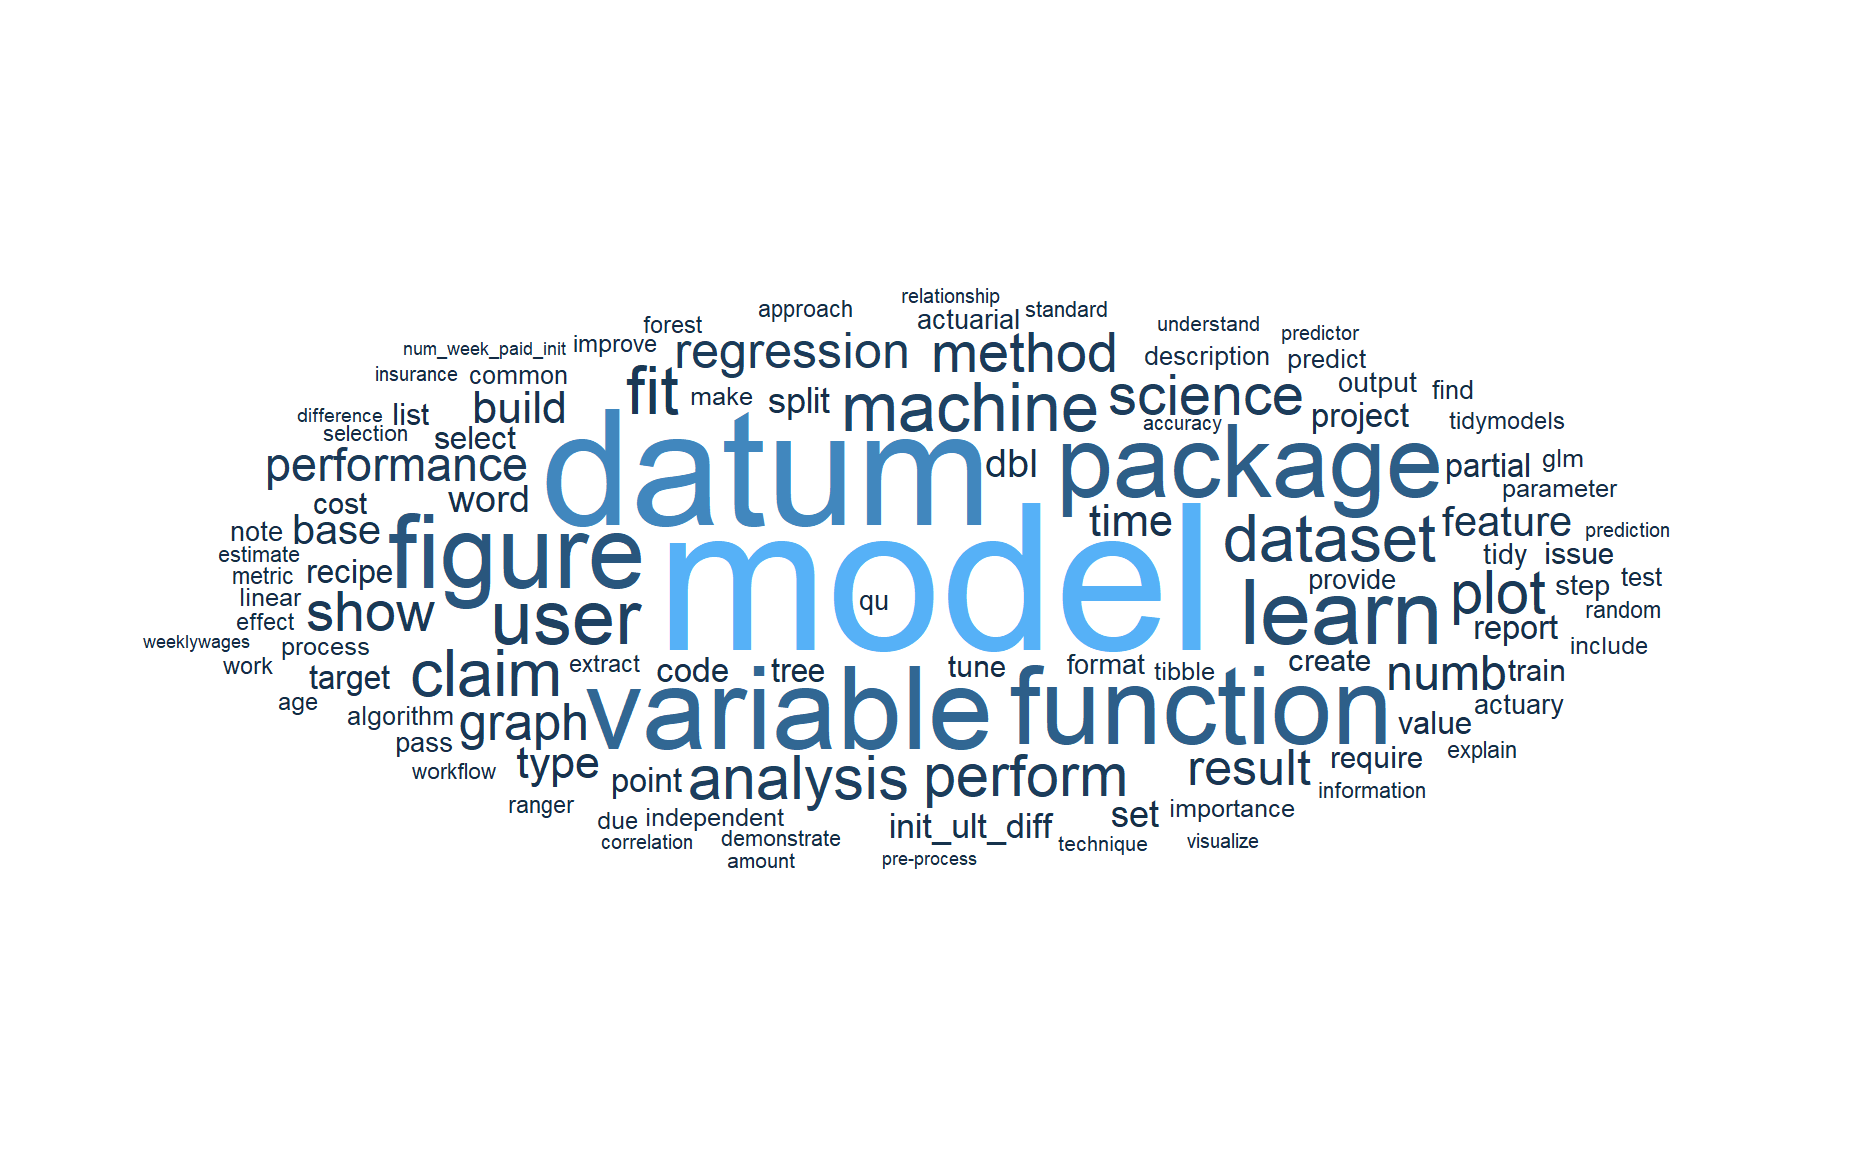 relationship
approach
standard
actuarial
forest
understand
predictor
improve
num_week_paid_init
regression
method
description
predict
insurance
common
fit
make
split
machine
science
output
find
build
list
difference
project
tidymodels
accuracy
selection
select
performance
datum
dbl
package
partial
glm
parameter
word
cost
time
dataset
feature
prediction
note
base
figure
estimate
tidy
issue
metric
recipe
model
provide
plot
step
test
linear
show
user
qu
learn
random
effect
report
weeklywages
process
include
work
target
claim
extract
code
tree
tune
format
tibble
create
numb
train
age
algorithm
graph
variable
function
value
actuary
pass
explain
workflow
type
point
analysis
perform
result
require
information
ranger
due
independent
init_ult_diff
set
importance
correlation
demonstrate
technique
visualize
amount
pre-process